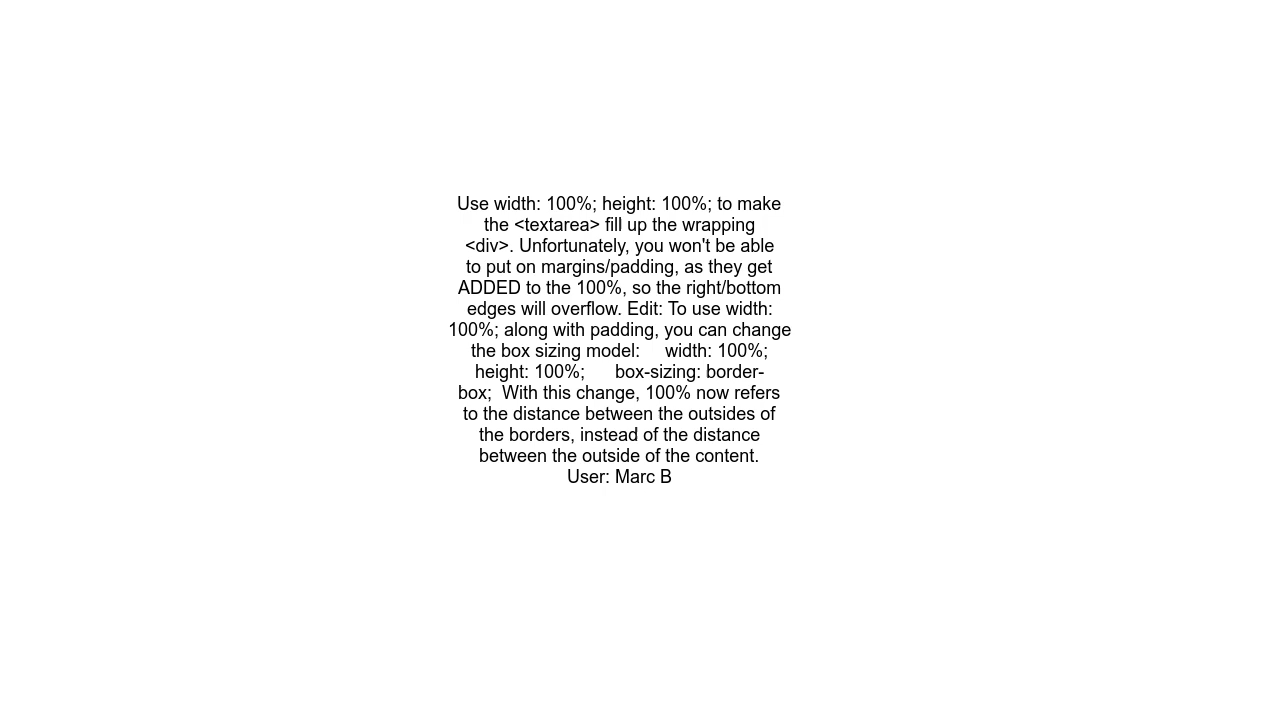 Use width: 100%; height: 100%; to make
the <textarea> fill up the wrapping
<div>. Unfortunately, you won't be able
to put on margins/padding, as they get
ADDED to the 100%, so the right/bottom
edges will overflow. Edit: To use width:
100%; along with padding, you can change
the box sizing model:     width: 100%;
height: 100%;      box-sizing: border-
box;  With this change, 100% now refers
to the distance between the outsides of
the borders, instead of the distance
between the outside of the content.
User: Marc B